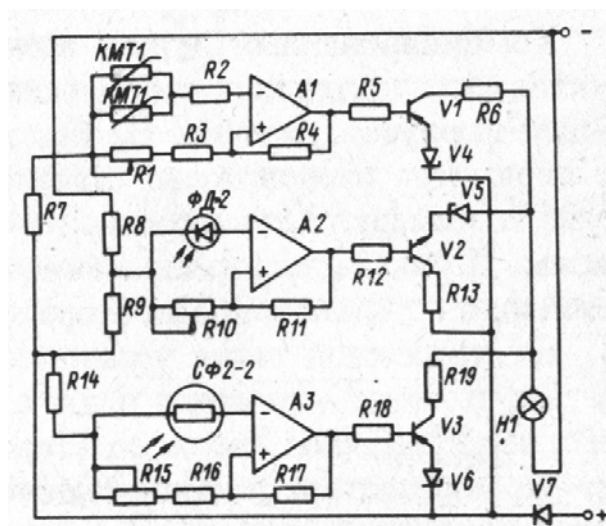 −
КМТ1
R2
A1
R5
V1
R6
КМТ1
−
+
R3
R4
V4
R1
V5
R7
R8
ФД-2
A2
−
+
V2
R12
R13
R9
R10
R11
R14
СФ2-2
R19
A3
−
+
R18
V3
H1
R15
R16
R17
V6
V7
+